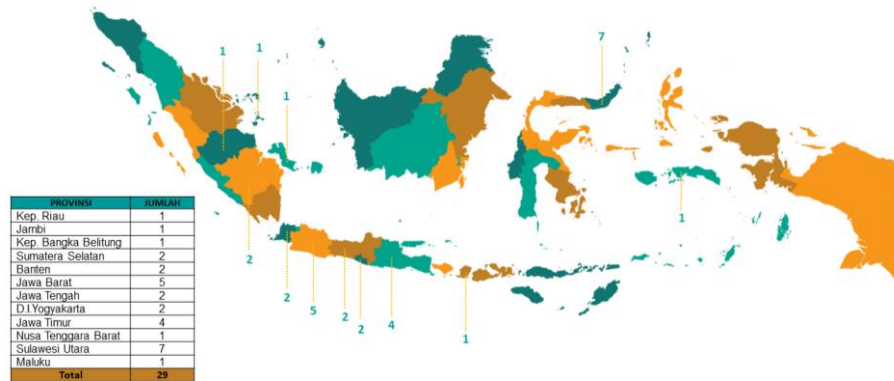 7
1 1
1
1
1
2
2
5
2
2
4
1
PROVINSI JUMLAH
Kep. Riau 1
Jambi 1
Kep. Bangka Belitung 1
Sumatera Selatan 2
Banten 2
Jawa Barat 5
Jawa Tengah 2
D.I.Yogyakarta 2
Jawa Timur 4
Nusa Tenggara Barat 1
Sulawesi Utara 7
Maluku 1
Total 29